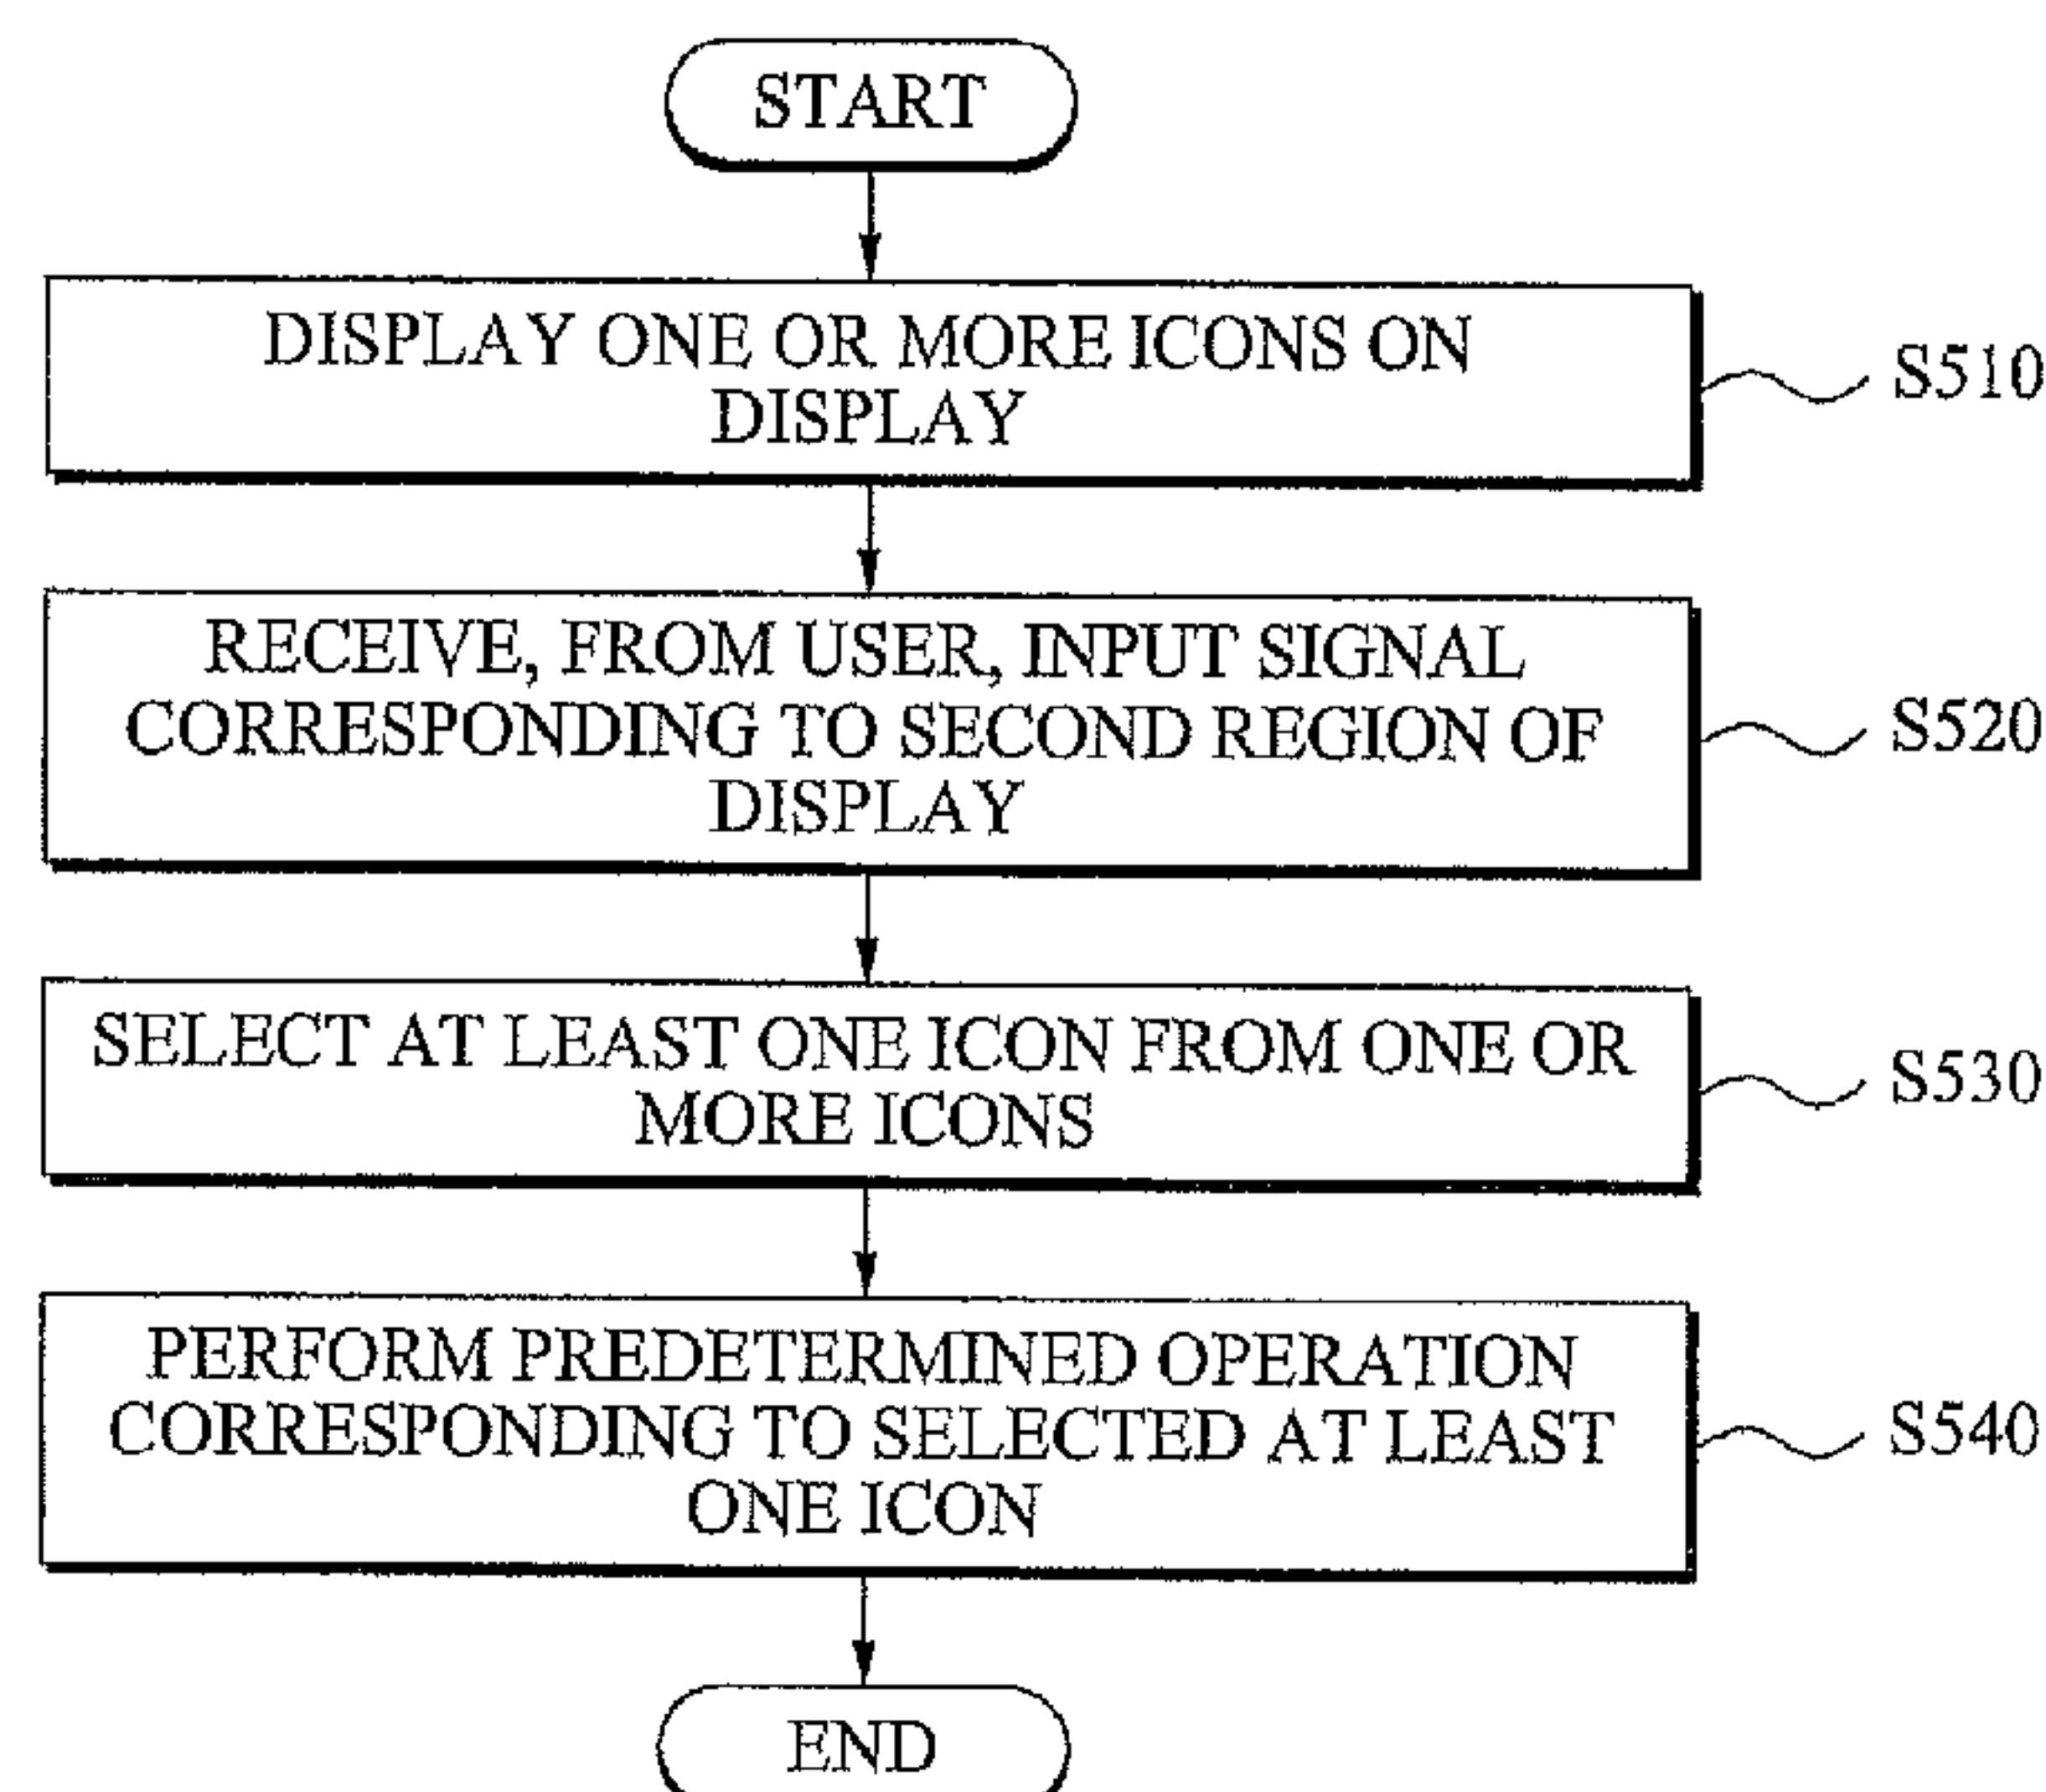 START
DISPLAY ONE OR MORE ICONS ON
DISPLAY
S510
RECEIVE, FROM USER, INPUT SIGNAL
CORRESPONDING TO SECOND REGION OF
DISPLAY
S520
SELECT AT LEAST ONE ICON FROM ONE OR
MORE ICONS
S530
PERFORM PREDETERMINED OPERATION
CORRESPONDING TO SELECTED AT LEAST
ONE ICON
S540
END